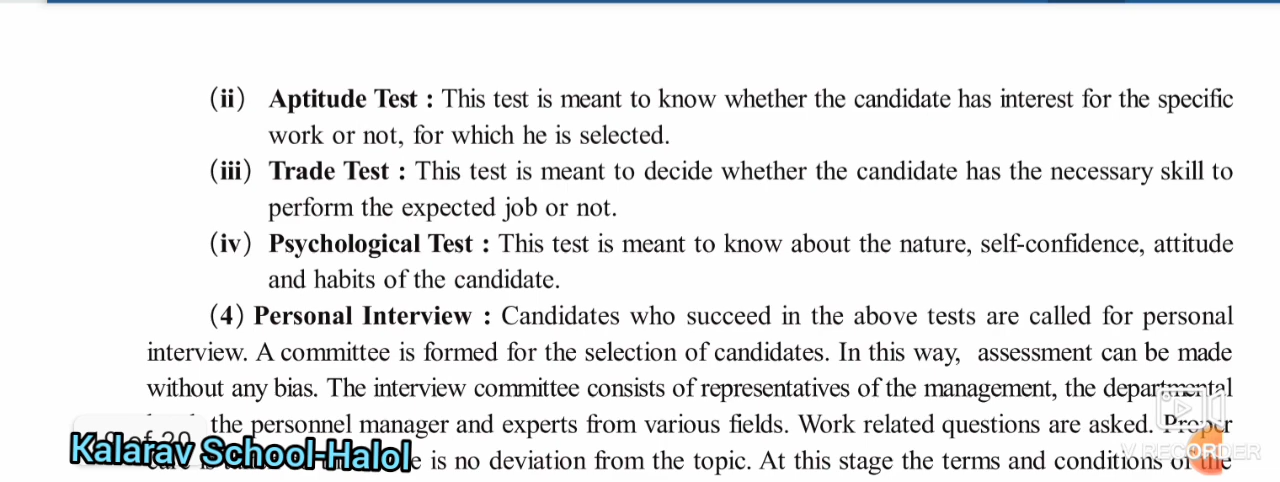 (ii) Aptitude Test : This test is meant to know whether the candidate has interest for the specific
work or not, for which he is selected.
(iii) Trade Test : This test is meant to decide whether the candidate has the necessary skill to
perform the expected job or not.
(iv) Psychological Test : This test is meant to know about the nature, self-confidence, attitude
and habits of the candidate.
(4) Personal Interview : Candidates who succeed in the above tests are called for personal
interview. A committee is formed for the selection of candidates. In this way, assessment can be made
without any bias. The interview committee consists of representatives of the management, the departmental
the personnel manager and experts from various fields. Work related questions are asked. Proper
of 20
Kalarav School-Halol
is no deviation from the topic. At this stage the terms and conditions of the
V RECORDER